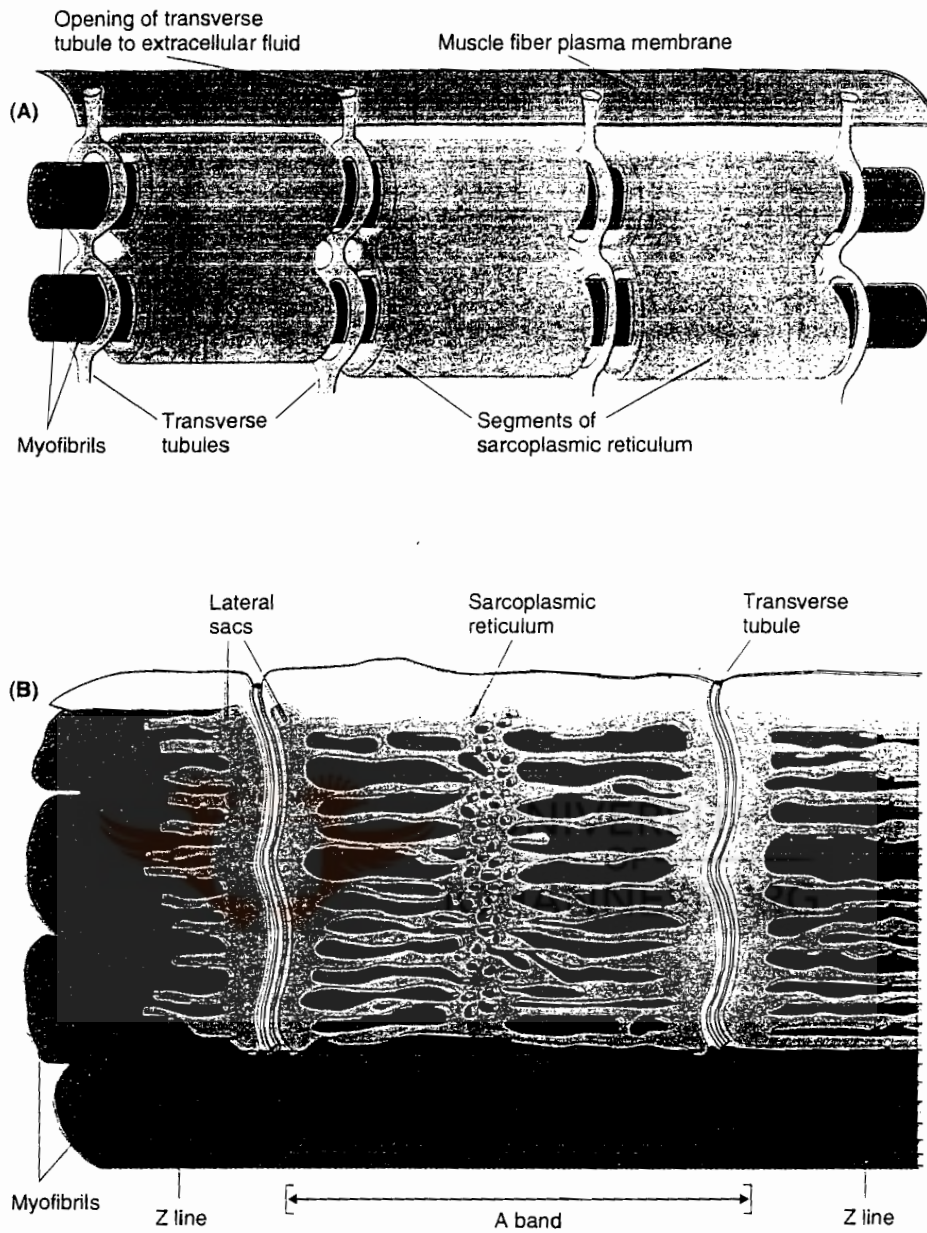 Opening of transverse
tubule to extracellular fluid
Muscle fiber plasma membrane
(A)
Myofibrils
Transverse
tubules
Segments of
sarcoplasmic reticulum
Lateral
sacs
Sarcoplasmic
reticulum
Transverse
tubule
(B)
Myofibrils
Z line
A band
Z line